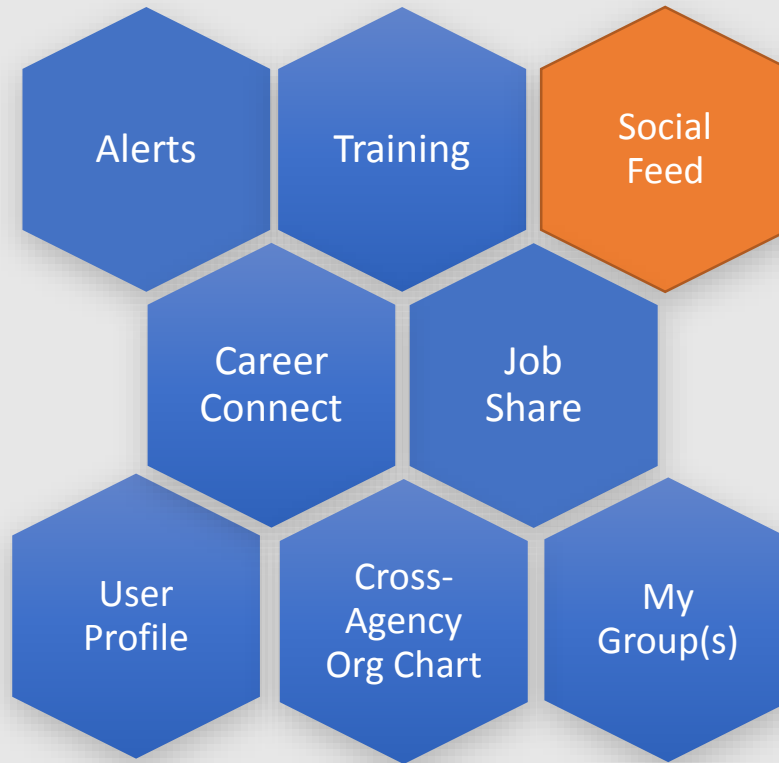 Alerts
Training
Social
Feed
Career
Connect
Job
Share
User
Profile
Cross-
Agency
Org Chart
My
Group(s)